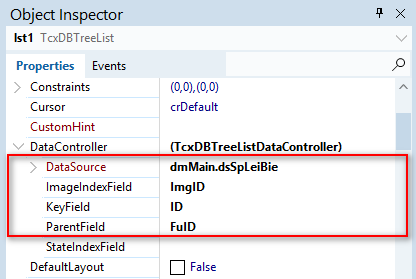 Object Inspector
lst1 TcxDBTreeList
Properties Events
Constraints (0,0),(0,0)
Cursor crDefault
CustomHint
DataController (TcxDBTreeListDataController)
DataSource dmMain.dsSpLeiBie
ImageIndexField ImgID
KeyField ID
ParentField FuID
StateIndexField
DefaultLayout False